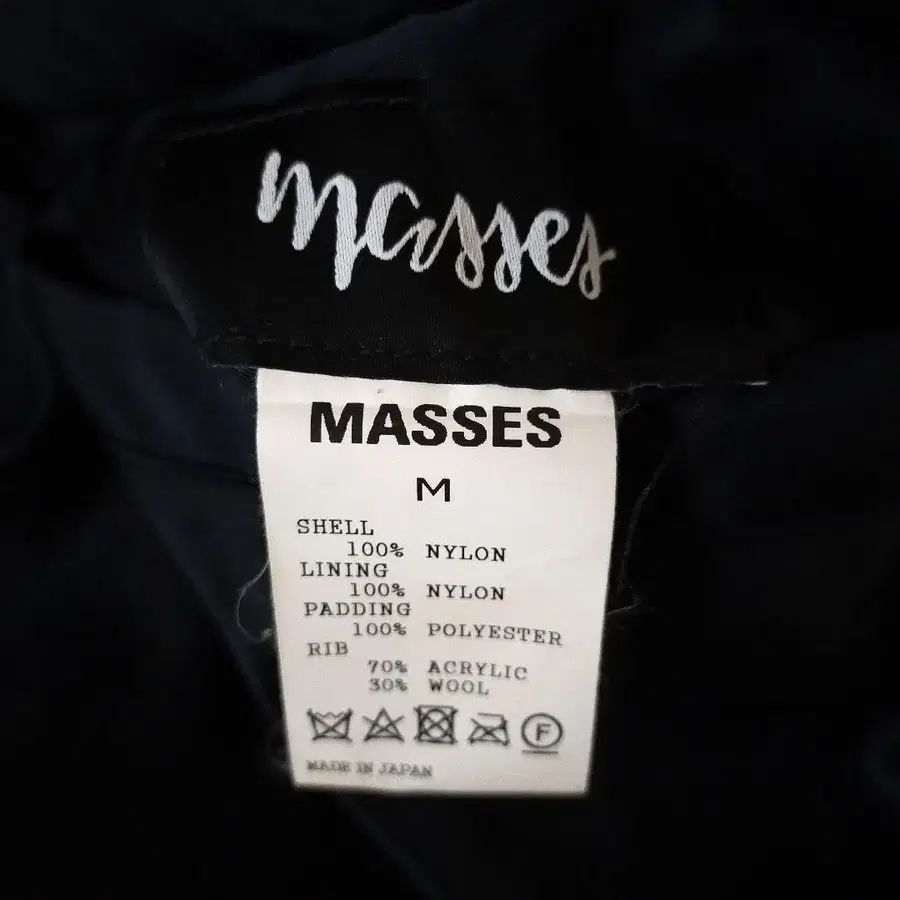 masses
MASSES
M
SHELL
100% NYLON
LINING
100% NYLON
PADDING
100% POLYESTER
RIB
70% ACRYLIC
30% WOOL
F
MADE IN JAPAN